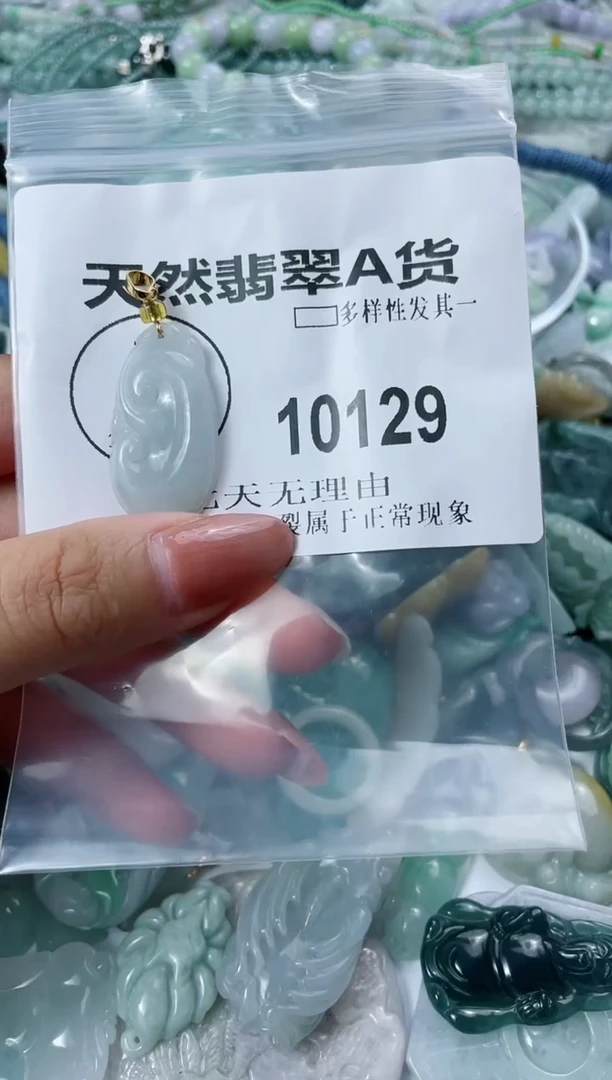 天然翡翠A货
多样性发其一
10129
七天无理由
裂属于正常现象